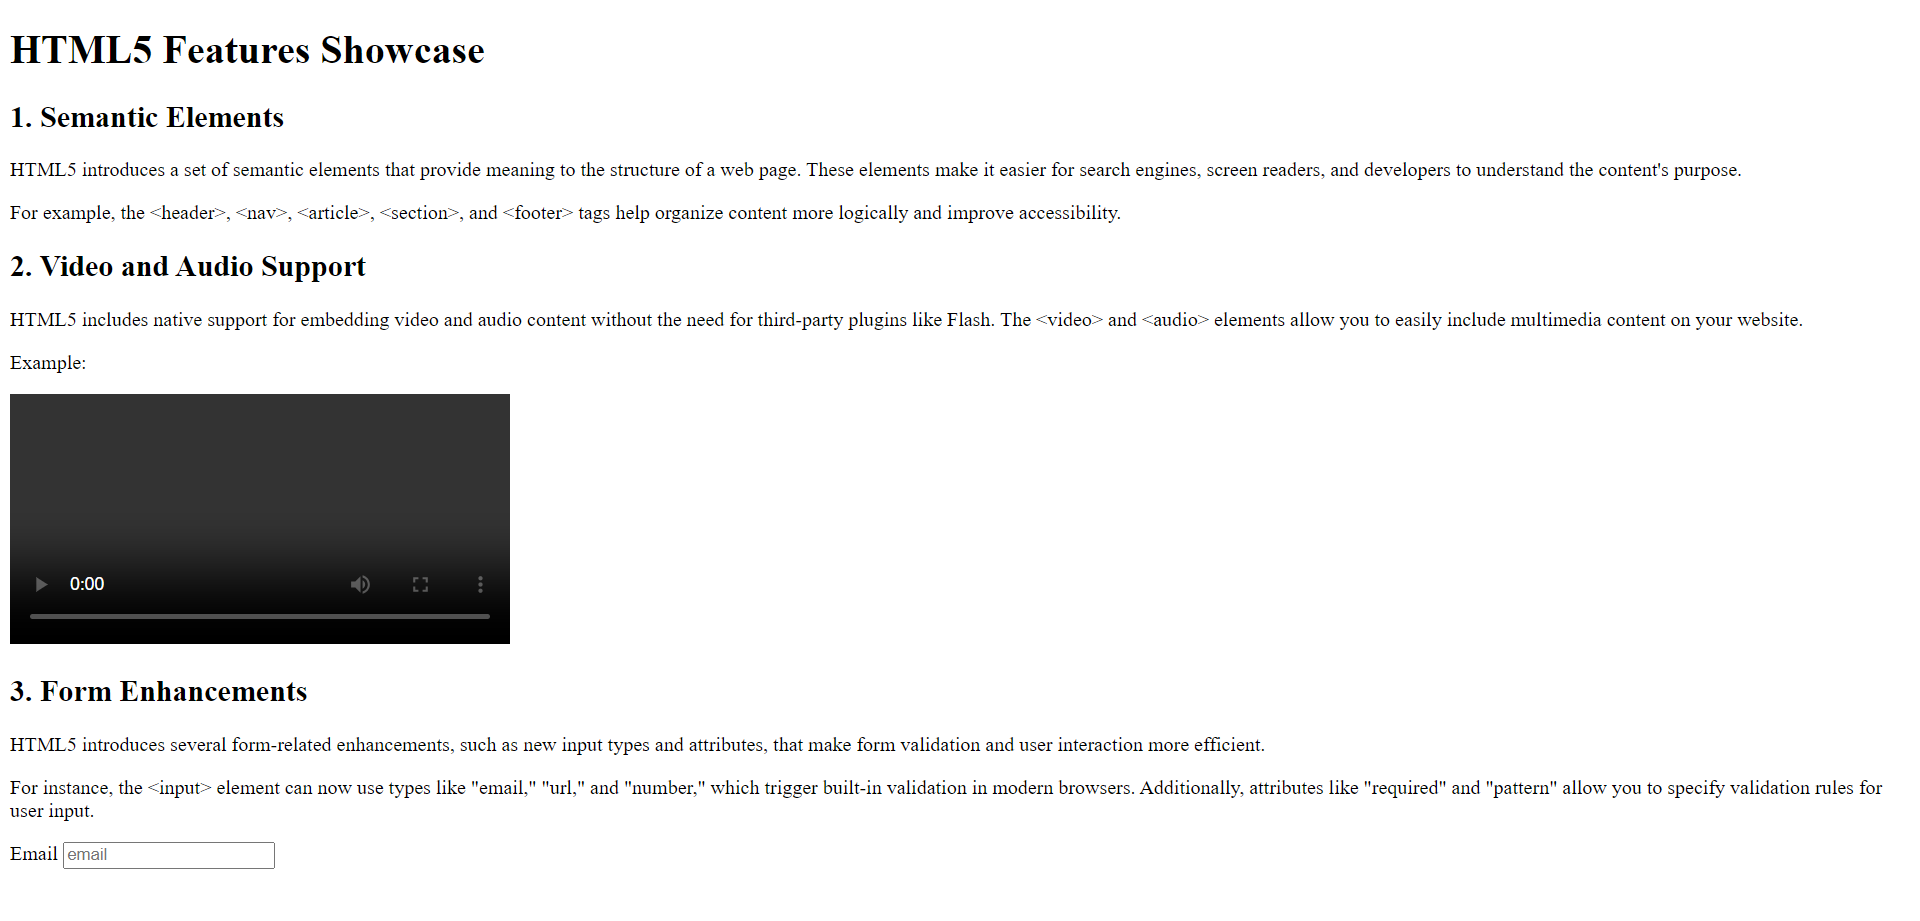 HTML5 Features Showcase
1. Semantic Elements
HTML5 introduces a set of semantic elements that provide meaning to the structure of a web page. These elements make it easier for search engines, screen readers, and developers to understand the content's purpose.
For example, the <header>, <nav>, <article>, <section>, and <footer> tags help organize content more logically and improve accessibility.
2. Video and Audio Support
HTML5 includes native support for embedding video and audio content without the need for third-party plugins like Flash. The <video> and <audio> elements allow you to easily include multimedia content on your website.
Example:
0:00
3. Form Enhancements
HTML5 introduces several form-related enhancements, such as new input types and attributes, that make form validation and user interaction more efficient.
For instance, the <input> element can now use types like "email," "url," and "number," which trigger built-in validation in modern browsers. Additionally, attributes like "required" and "pattern" allow you to specify validation rules for
user input.
Email email